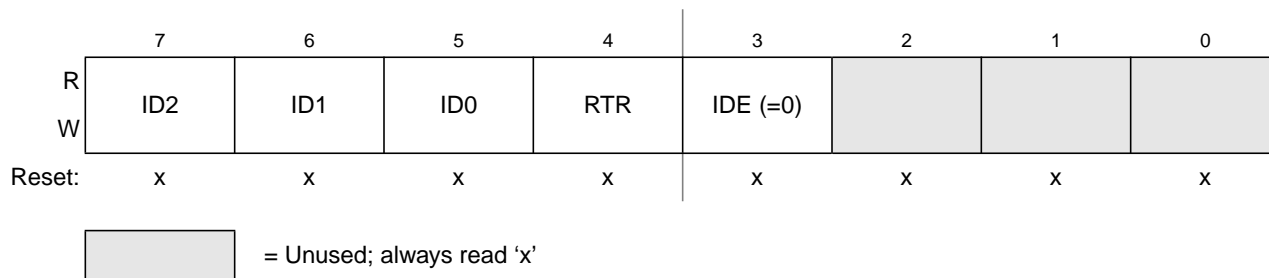 7 6 5 4 3 2 1 0
R
ID2 ID1 ID0 RTR IDE (=0)
W
Reset: x x x x x x x x
= Unused; always read ‘x’